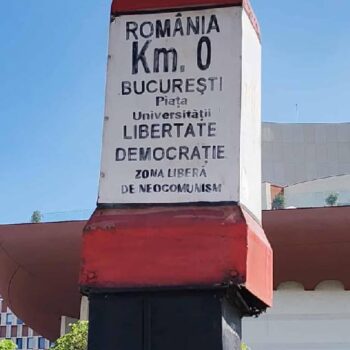 ROMÂNIA
Km. 0
BUCUREŞTI
Piaţa
Universităţii
LIBERTATE
DEMOCRAŢIE
ZONA LIBERĂ
DE NEOCOMUNISM